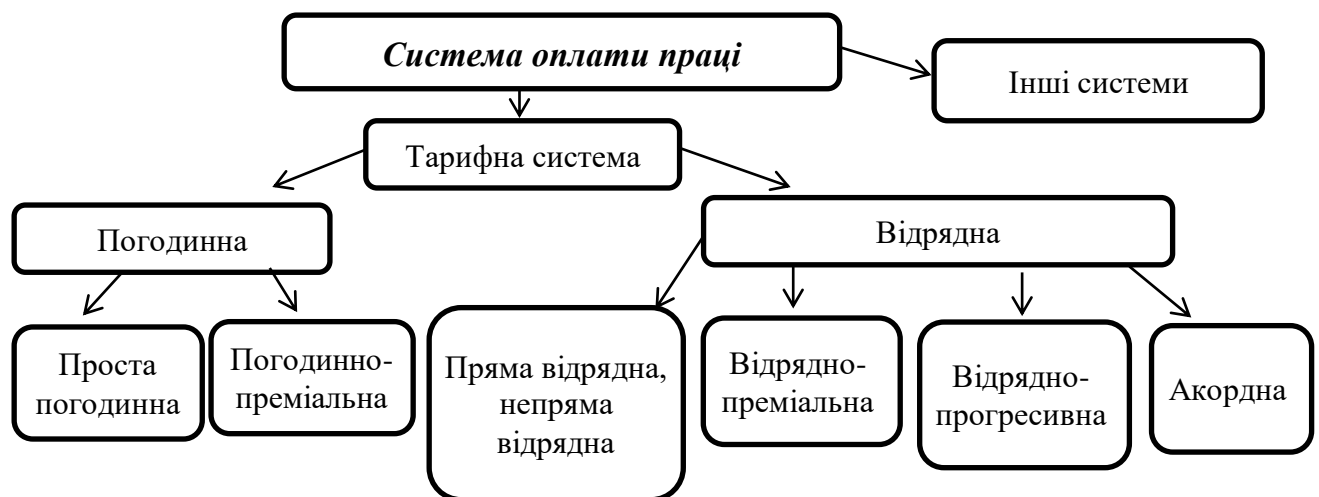 Система оплати праці
Інші системи
Тарифна система
Погодинна
Відрядна
Проста
погодинна
Погодинно-
преміальна
Пряма відрядна,
непряма
відрядна
Відрядно-
преміальна
Відрядно-
прогресивна
Акордна